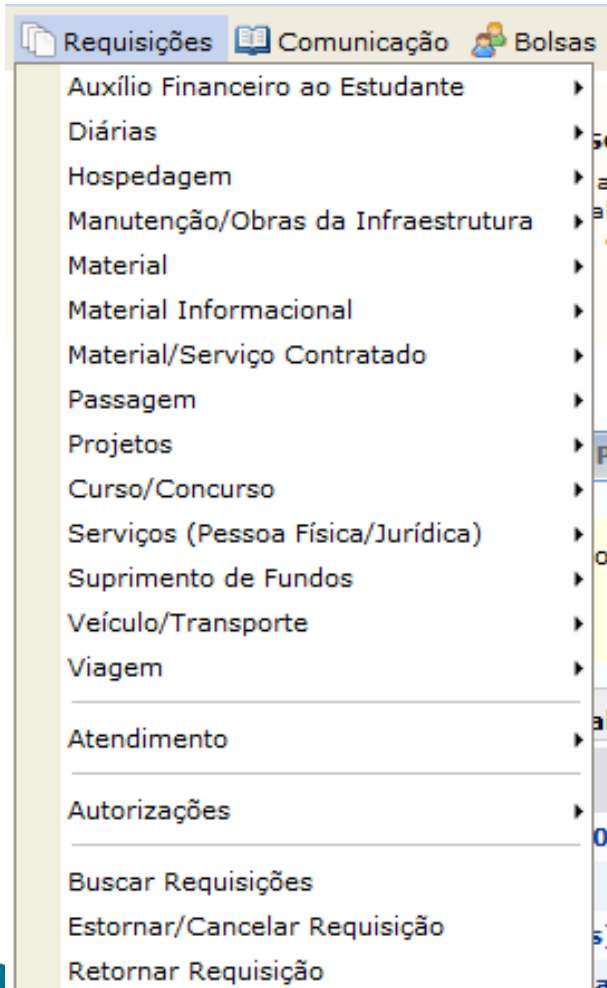 Requisições Comunicação Bolsas
Auxílio Financeiro ao Estudante
Diárias
Hospedagem
Manutenção/Obras da Infraestrutura
Material
Material Informacional
Material/Serviço Contratado
Passagem
Projetos
Curso/Concurso
Serviços (Pessoa Física/Jurídica)
Suprimento de Fundos
Veículo/Transporte
Viagem
Atendimento
Autorizações
Buscar Requisições
Estornar/Cancelar Requisição
Retornar Requisição